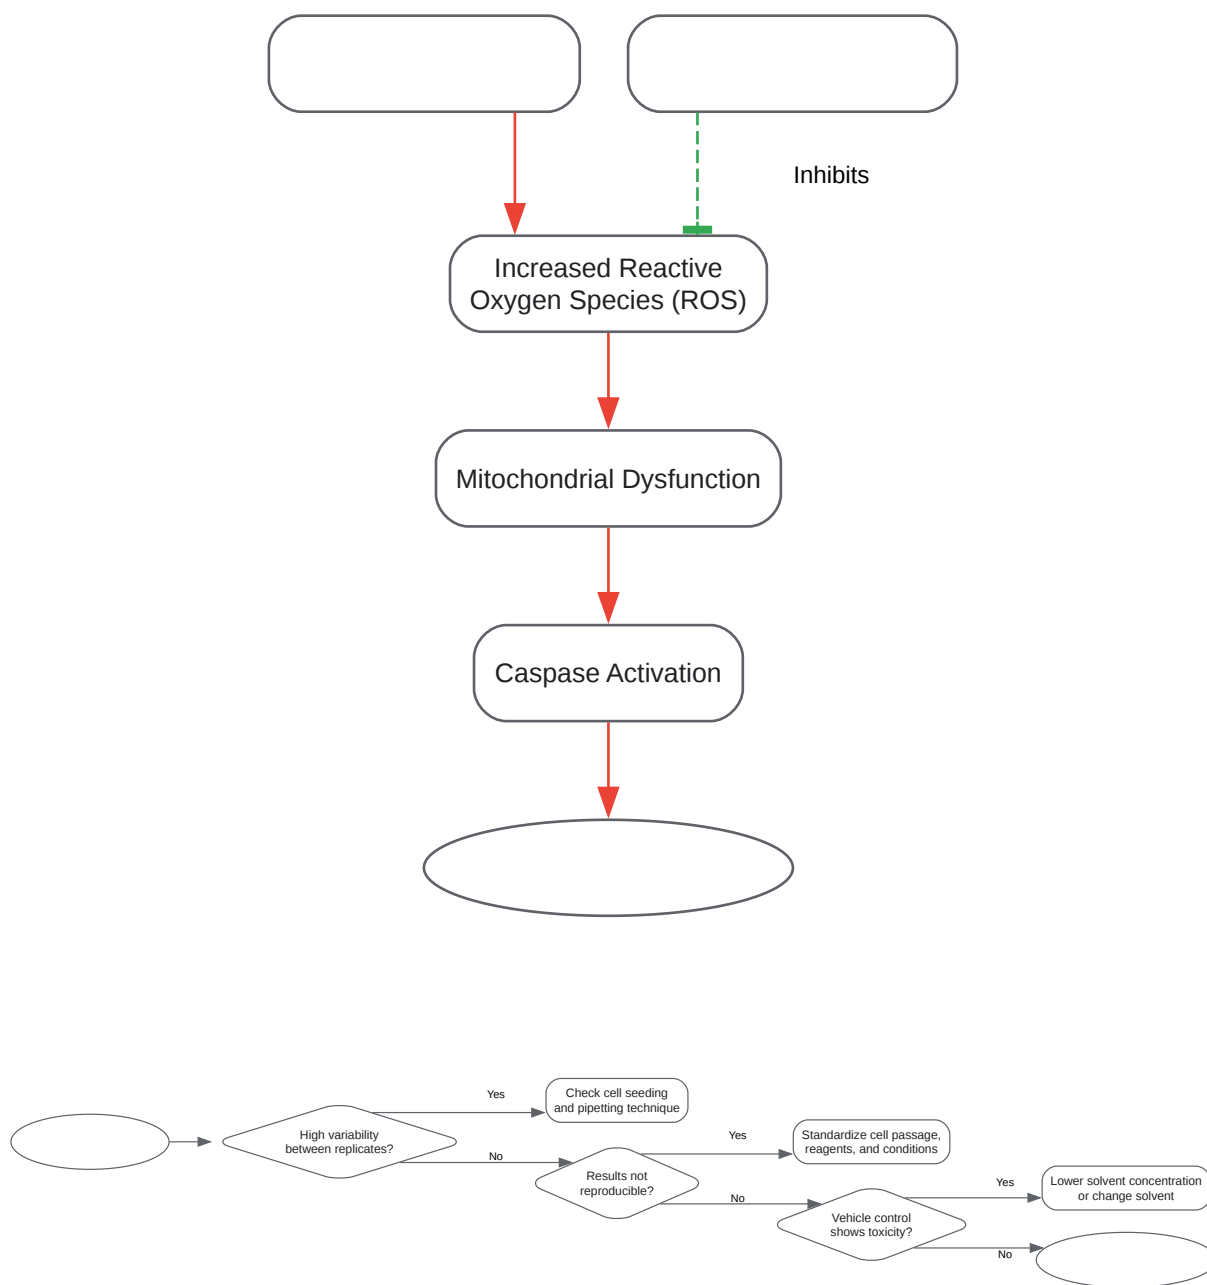 Inhibits
Increased Reactive
Oxygen Species (ROS)
Mitochondrial Dysfunction
Caspase Activation
Yes
Check cell seeding
and pipetting technique
High variability
between replicates?
No
Yes
Standardize cell passage,
reagents, and conditions
Results not
reproducible?
No
Yes
Lower solvent concentration
or change solvent
Vehicle control
shows toxicity?
No